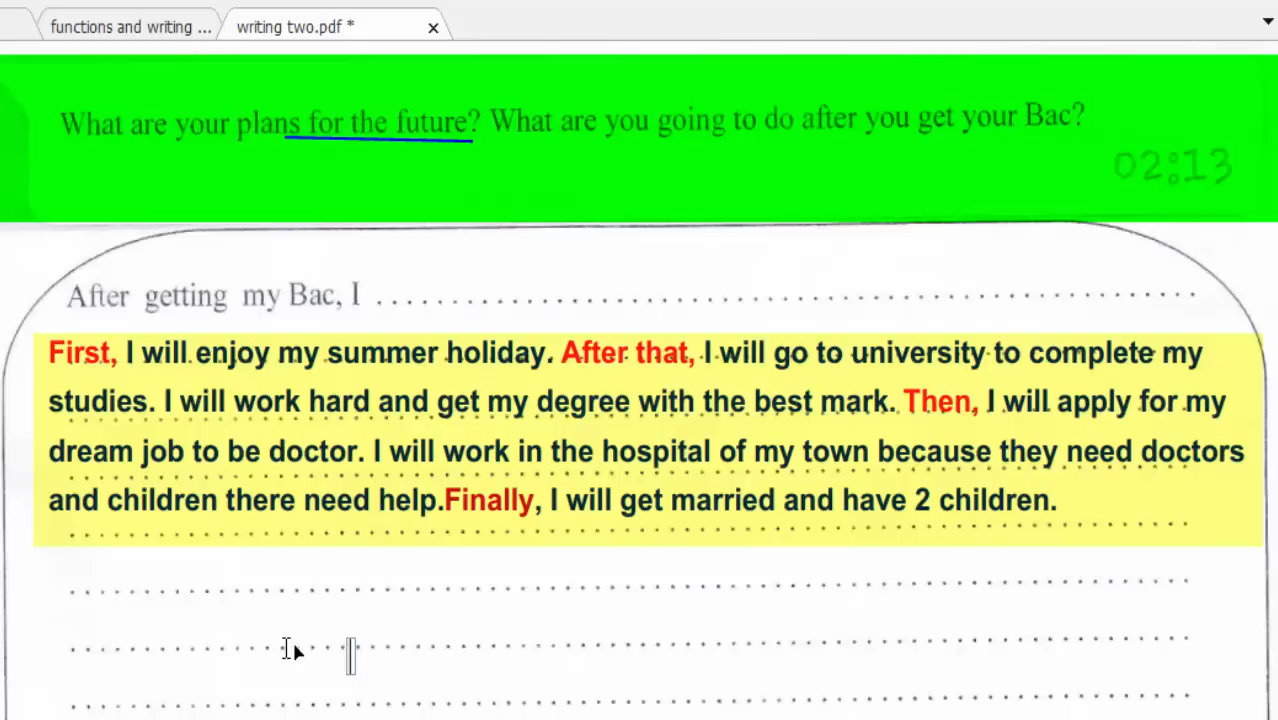 functions and writing ...
writing two.pdf *
What are your plans for the future? What are you going to do after you get your Bac?
02:13
After getting my Bac, I ........................................................
First, I will enjoy my summer holiday. After that, I will go to university to complete my
studies. I will work hard and get my degree with the best mark. Then, I will apply for my
dream job to be doctor. I will work in the hospital of my town because they need doctors
and children there need help.Finally, I will get married and have 2 children.